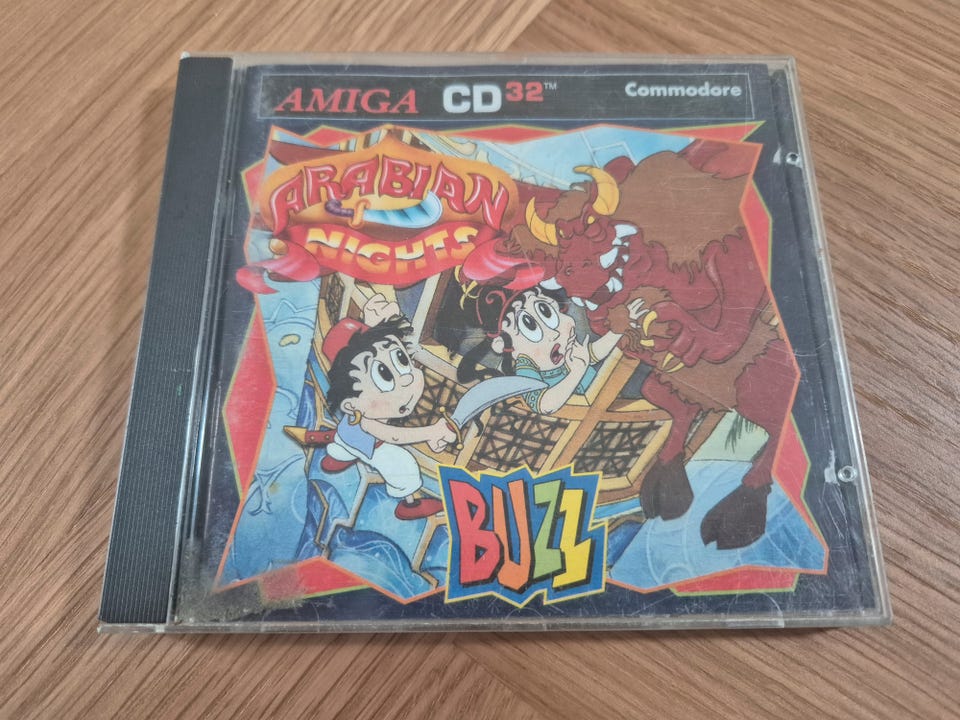 AMIGA CD32™ Commodore
ARABIAN
NIGHTS
BUZZ